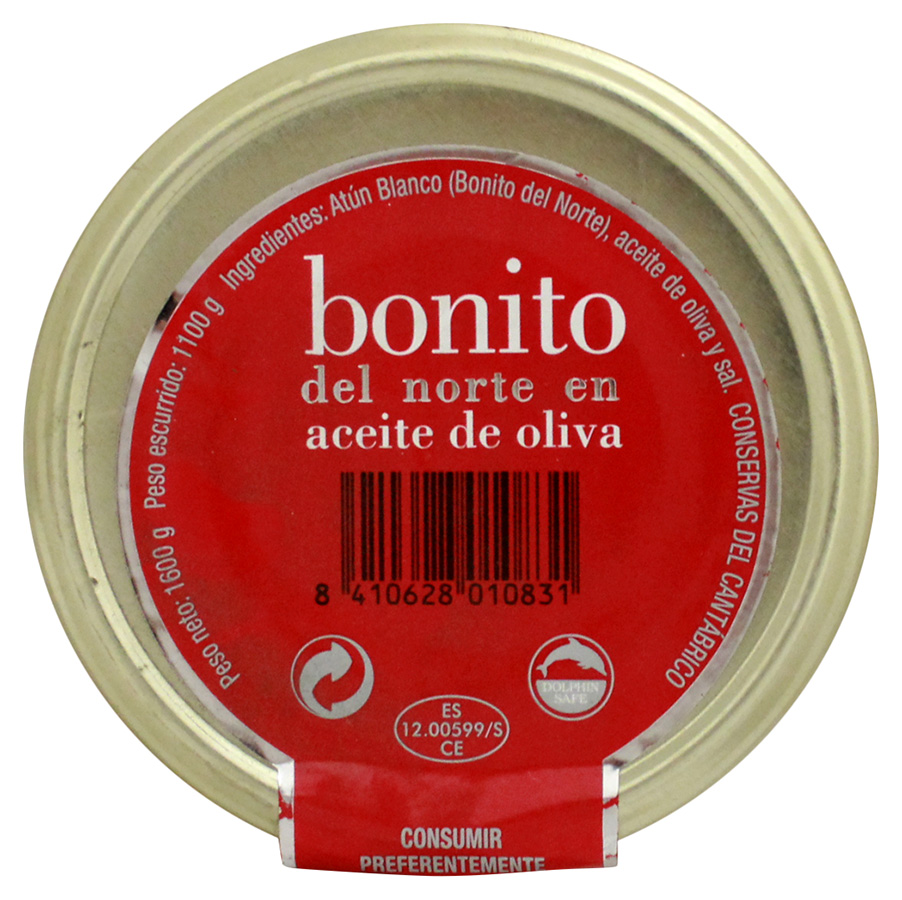 Peso neto: 1600 g Peso escurrido: 1100 g Ingredientes: Atún Blanco (Bonito del Norte), aceite de oliva y sal. CONSERVAS DEL CANTÁBRICO
bonito
del norte en
aceite de oliva
8 410628 010831
DOLPHIN
SAFE
ES
12.00599/S
CE
CONSUMIR
PREFERENTEMENTE